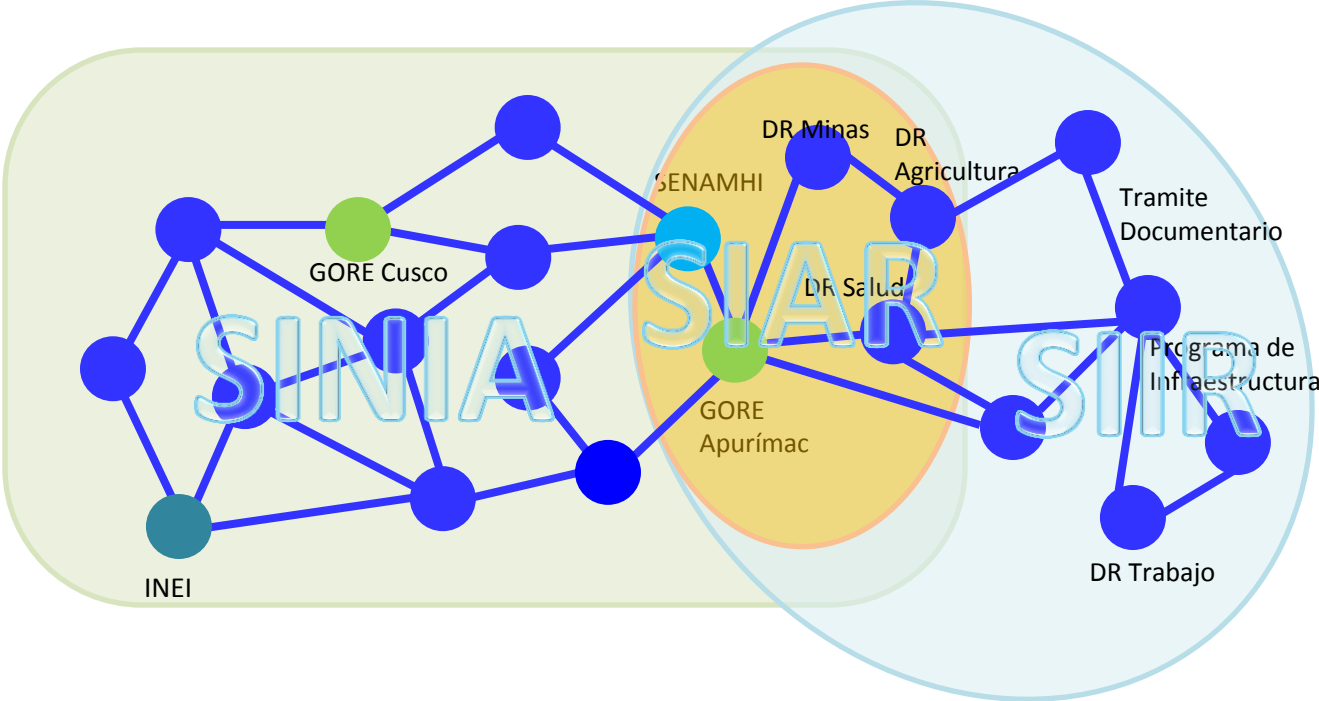 DR Minas
DR
Agricultura
SENAMHI
Tramite
Documentario
GORE Cusco
SIAR
DR Salud
SINIA
SIIR
Programa de
Infraestructura
GORE
Apurímac
INEI
DR Trabajo